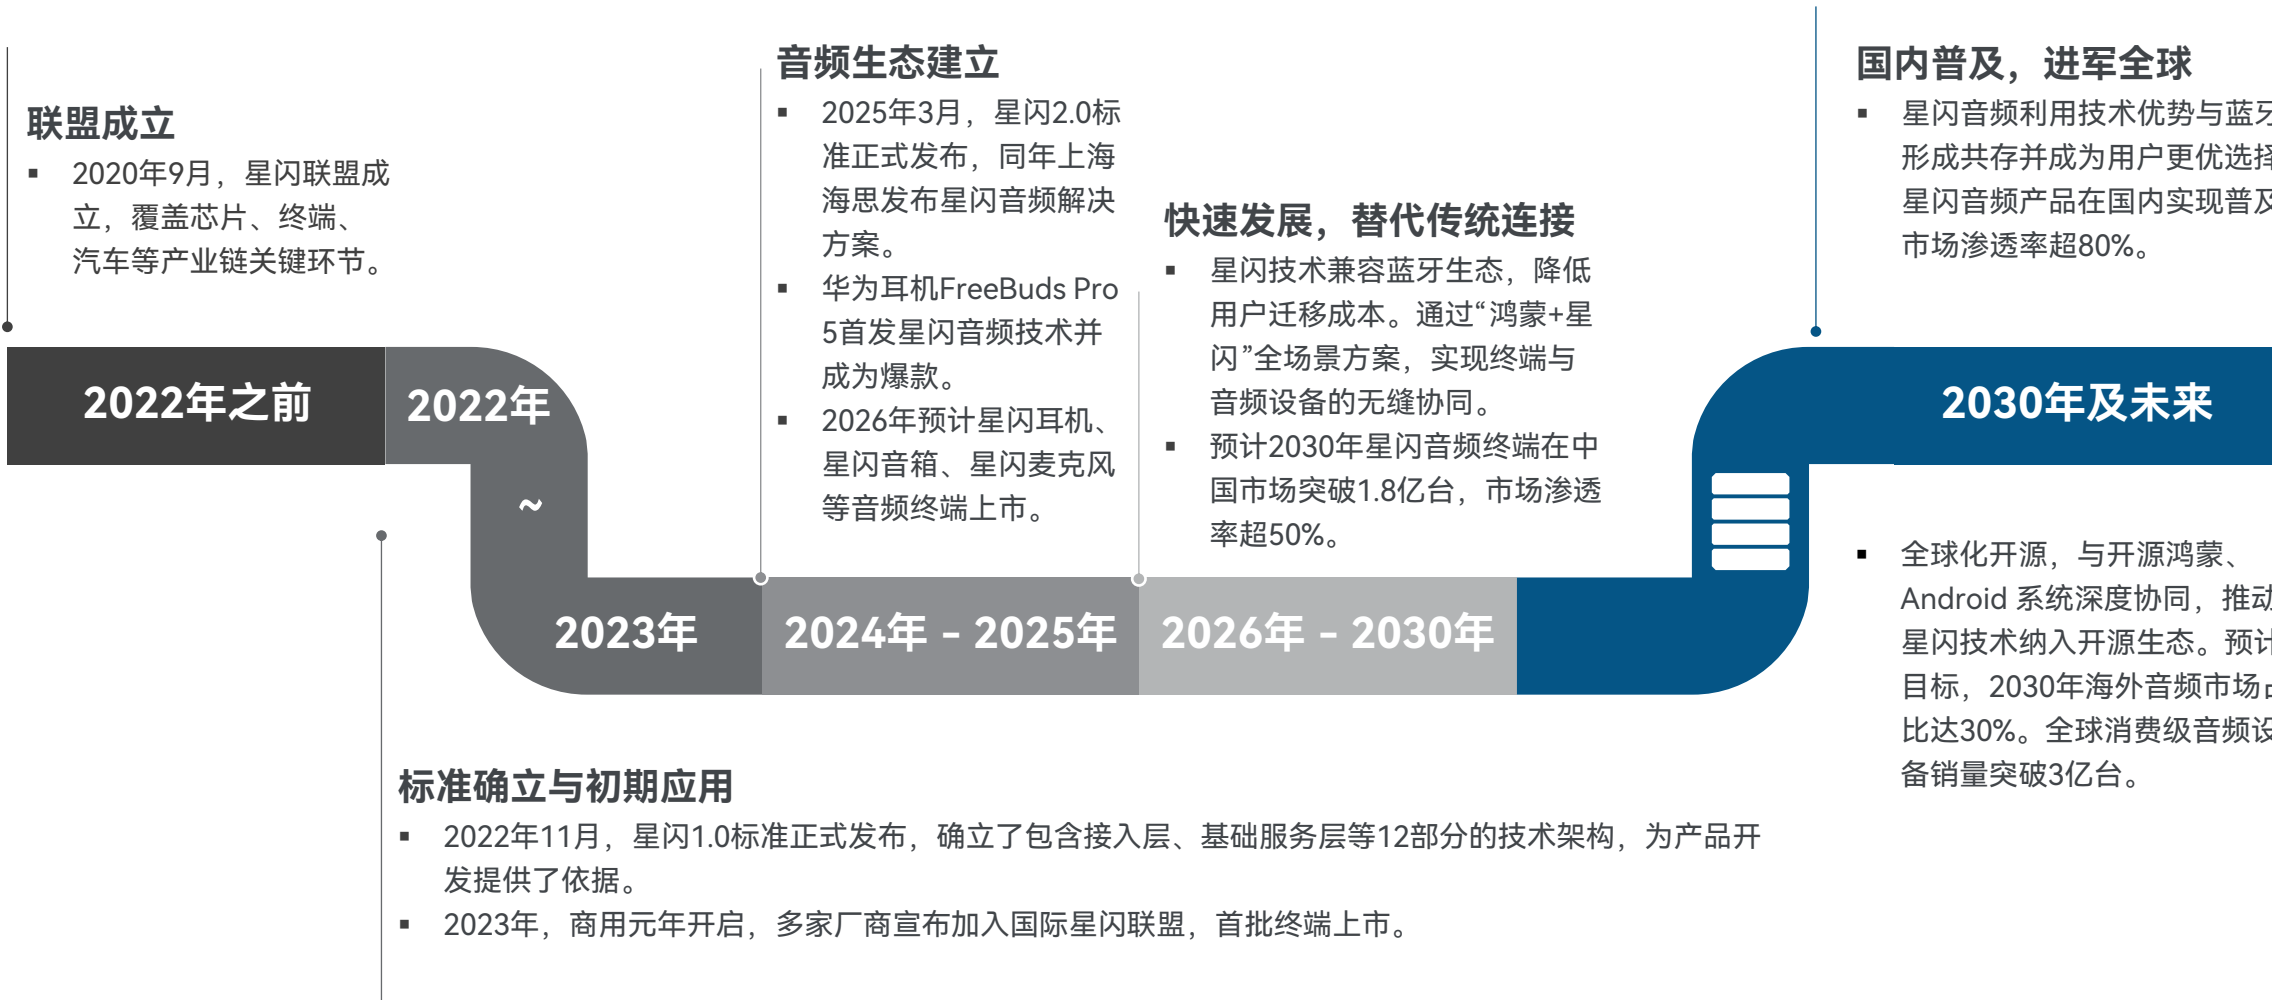 联盟成立
▪ 2020年9月，星闪联盟成
立，覆盖芯片、终端、
汽车等产业链关键环节。
音频生态建立
▪ 2025年3月，星闪2.0标
准正式发布，同年上海
海思发布星闪音频解决
方案。
▪ 华为耳机FreeBuds Pro
5首发星闪音频技术并
成为爆款。
▪ 2026年预计星闪耳机、
星闪音箱、星闪麦克风
等音频终端上市。
快速发展，替代传统连接
▪ 星闪技术兼容蓝牙生态，降低
用户迁移成本。通过“鸿蒙+星
闪”全场景方案，实现终端与
音频设备的无缝协同。
▪ 预计2030年星闪音频终端在中
国市场突破1.8亿台，市场渗透
率超50%。
国内普及，进军全球
▪ 星闪音频利用技术优势与蓝牙
形成共存并成为用户更优选择
星闪音频产品在国内实现普及
市场渗透率超80%。
2022年之前
2022年
~
2023年
2024年 – 2025年
2026年 – 2030年
2030年及未来
▪ 全球化开源，与开源鸿蒙、
Android 系统深度协同，推动
星闪技术纳入开源生态。预计
目标，2030年海外音频市场占
比达30%。全球消费级音频设
备销量突破3亿台。
标准确立与初期应用
▪ 2022年11月，星闪1.0标准正式发布，确立了包含接入层、基础服务层等12部分的技术架构，为产品开
发提供了依据。
▪ 2023年，商用元年开启，多家厂商宣布加入国际星闪联盟，首批终端上市。